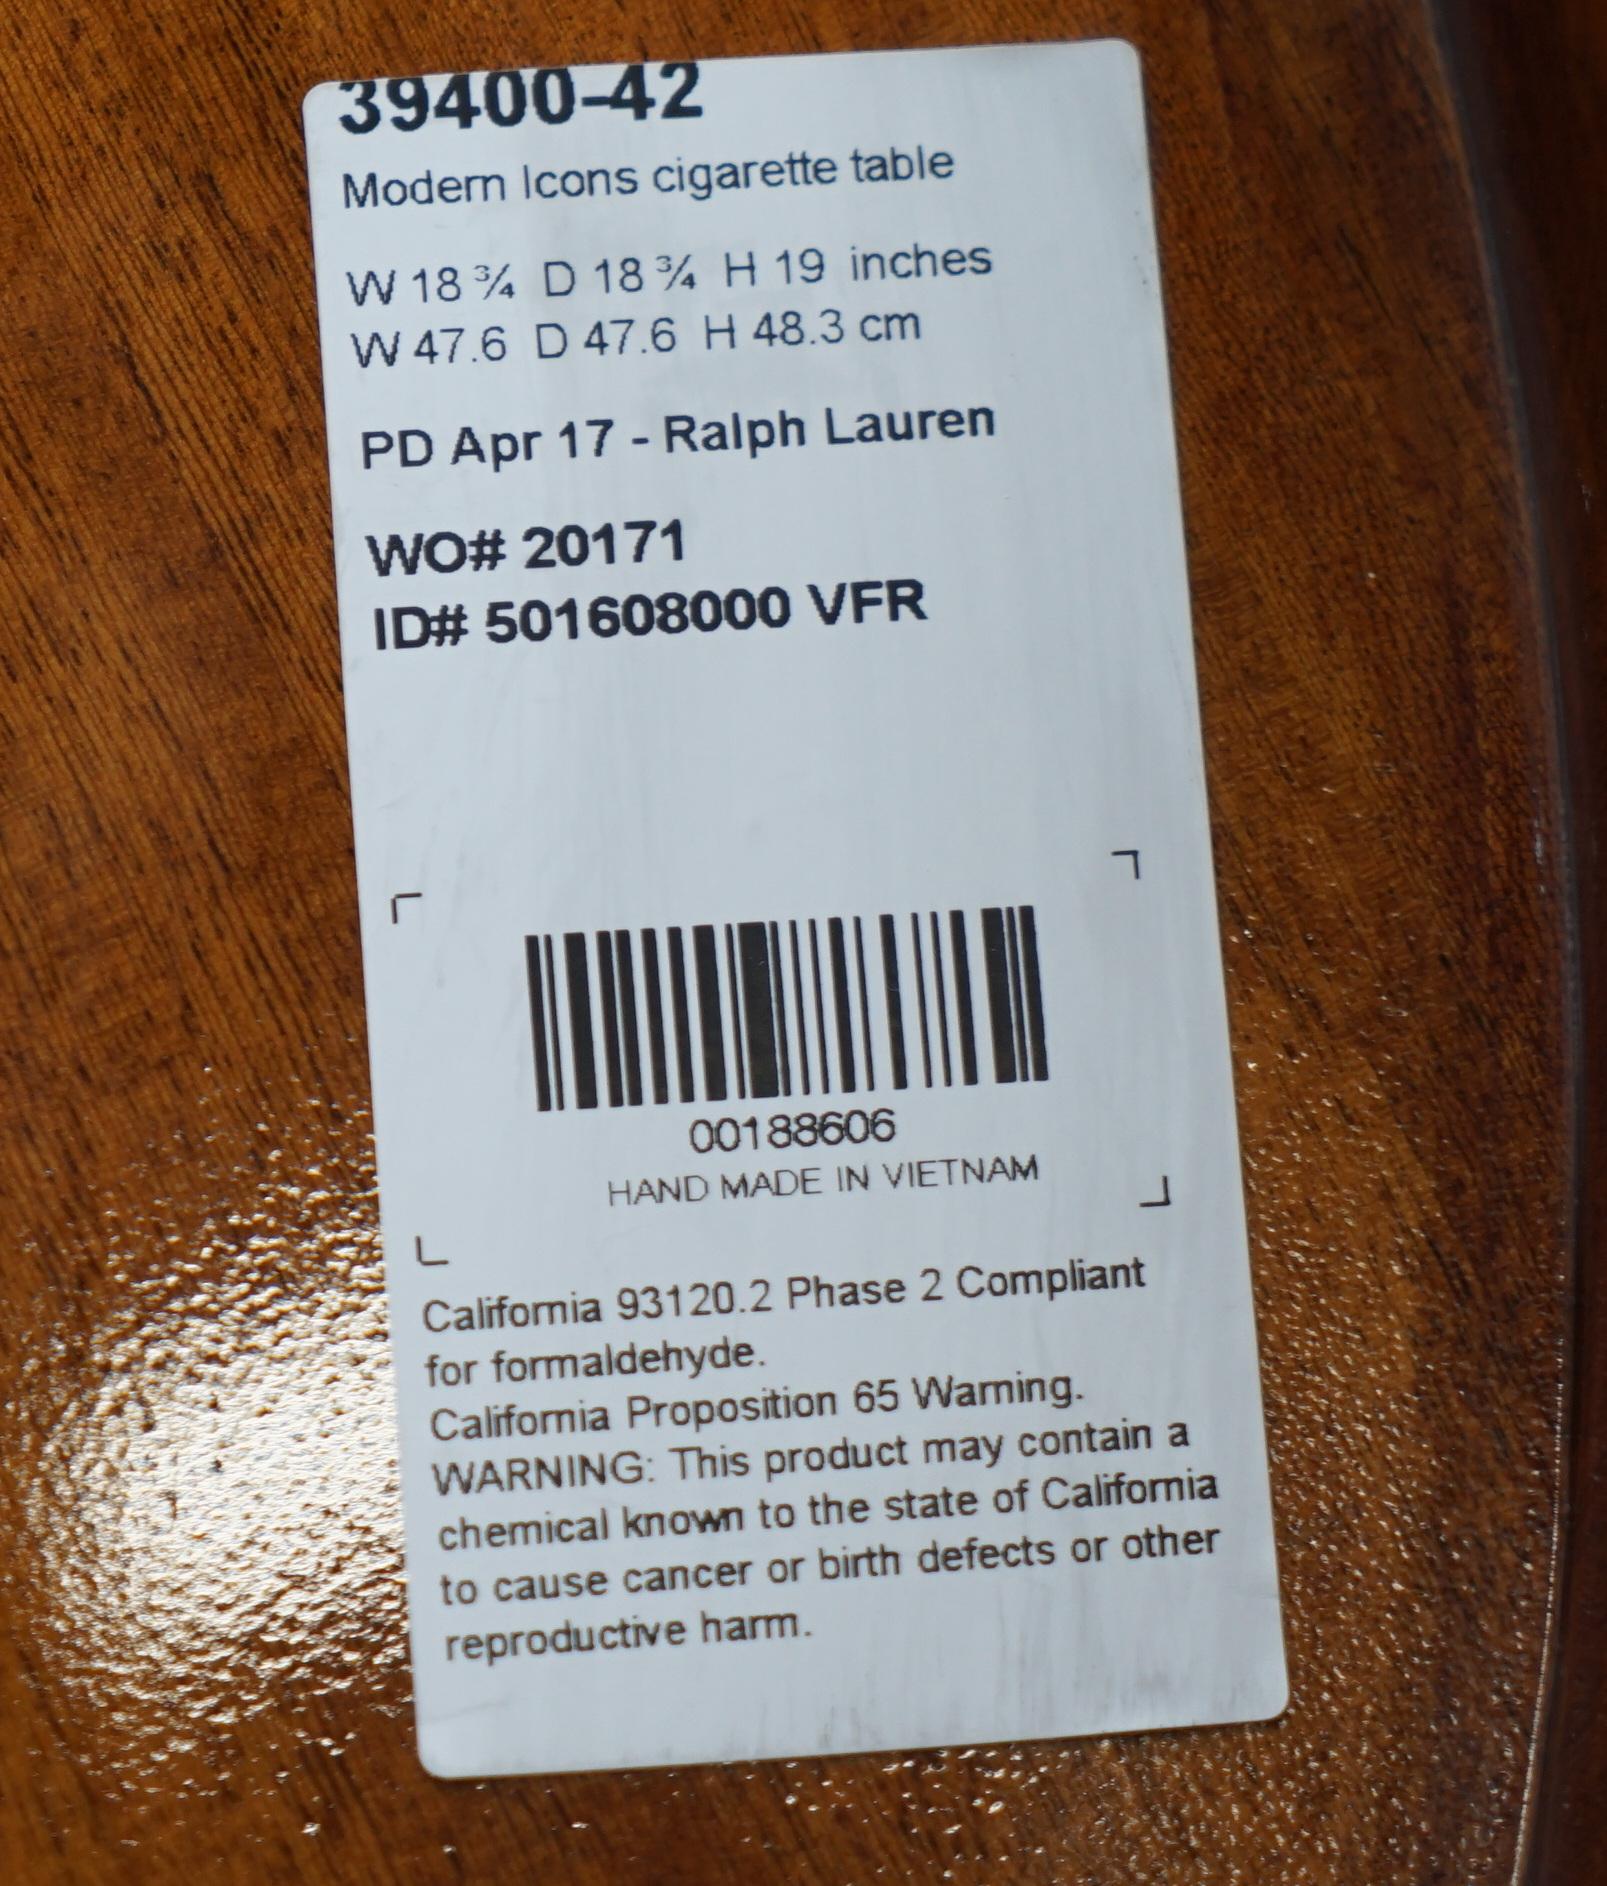 39400-42
Modern Icons cigarette table
W 18 ¾ D 18 ¾ H 19 inches
W 47.6 D 47.6 H 48.3 cm
PD Apr 17 - Ralph Lauren
WO# 20171
ID# 501608000 VFR
00188606
HAND MADE IN VIETNAM
California 93120.2 Phase 2 Compliant
for formaldehyde.
California Proposition 65 Warning.
WARNING: This product may contain a
chemical known to the state of California
to cause cancer or birth defects or other
reproductive harm.